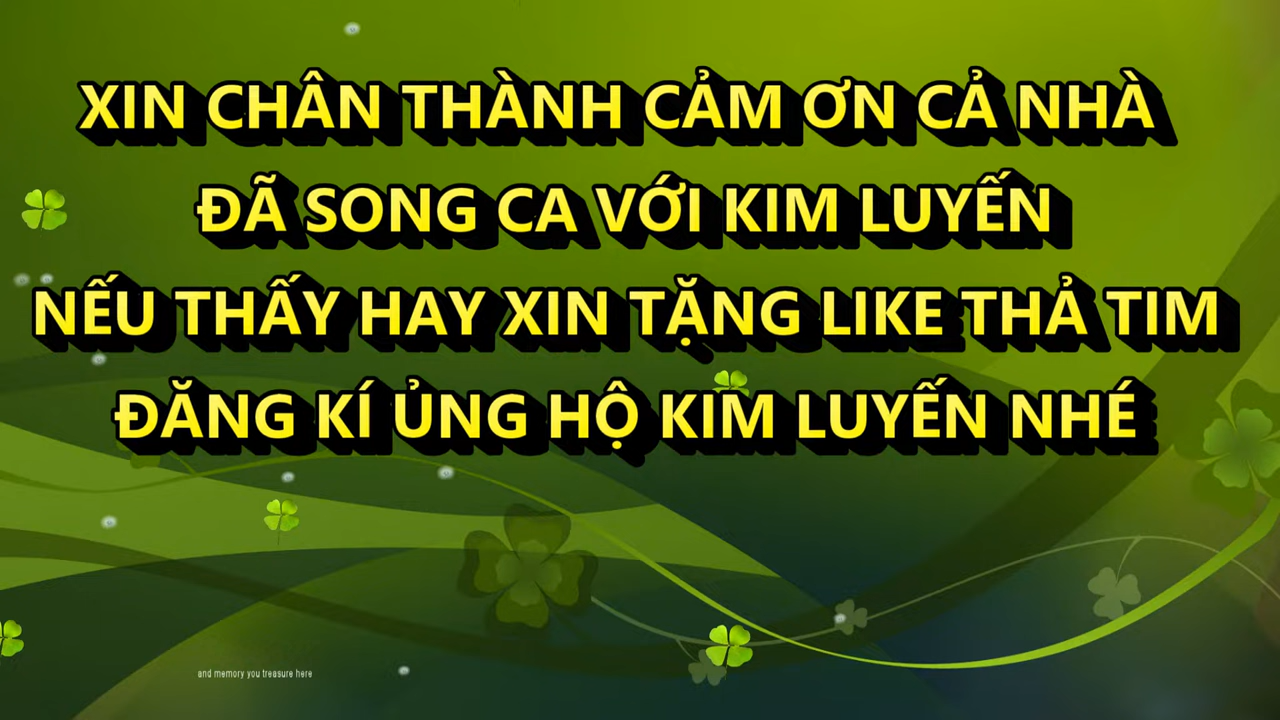 XIN CHÂN THÀNH CẢM ƠN CẢ NHÀ
ĐÃ SONG CA VỚI KIM LUYẾN
NẾU THẤY HAY XIN TẶNG LIKE THẢ TIM
ĐĂNG KÍ ỦNG HỘ KIM LUYẾN NHÉ
and memory you treasure here